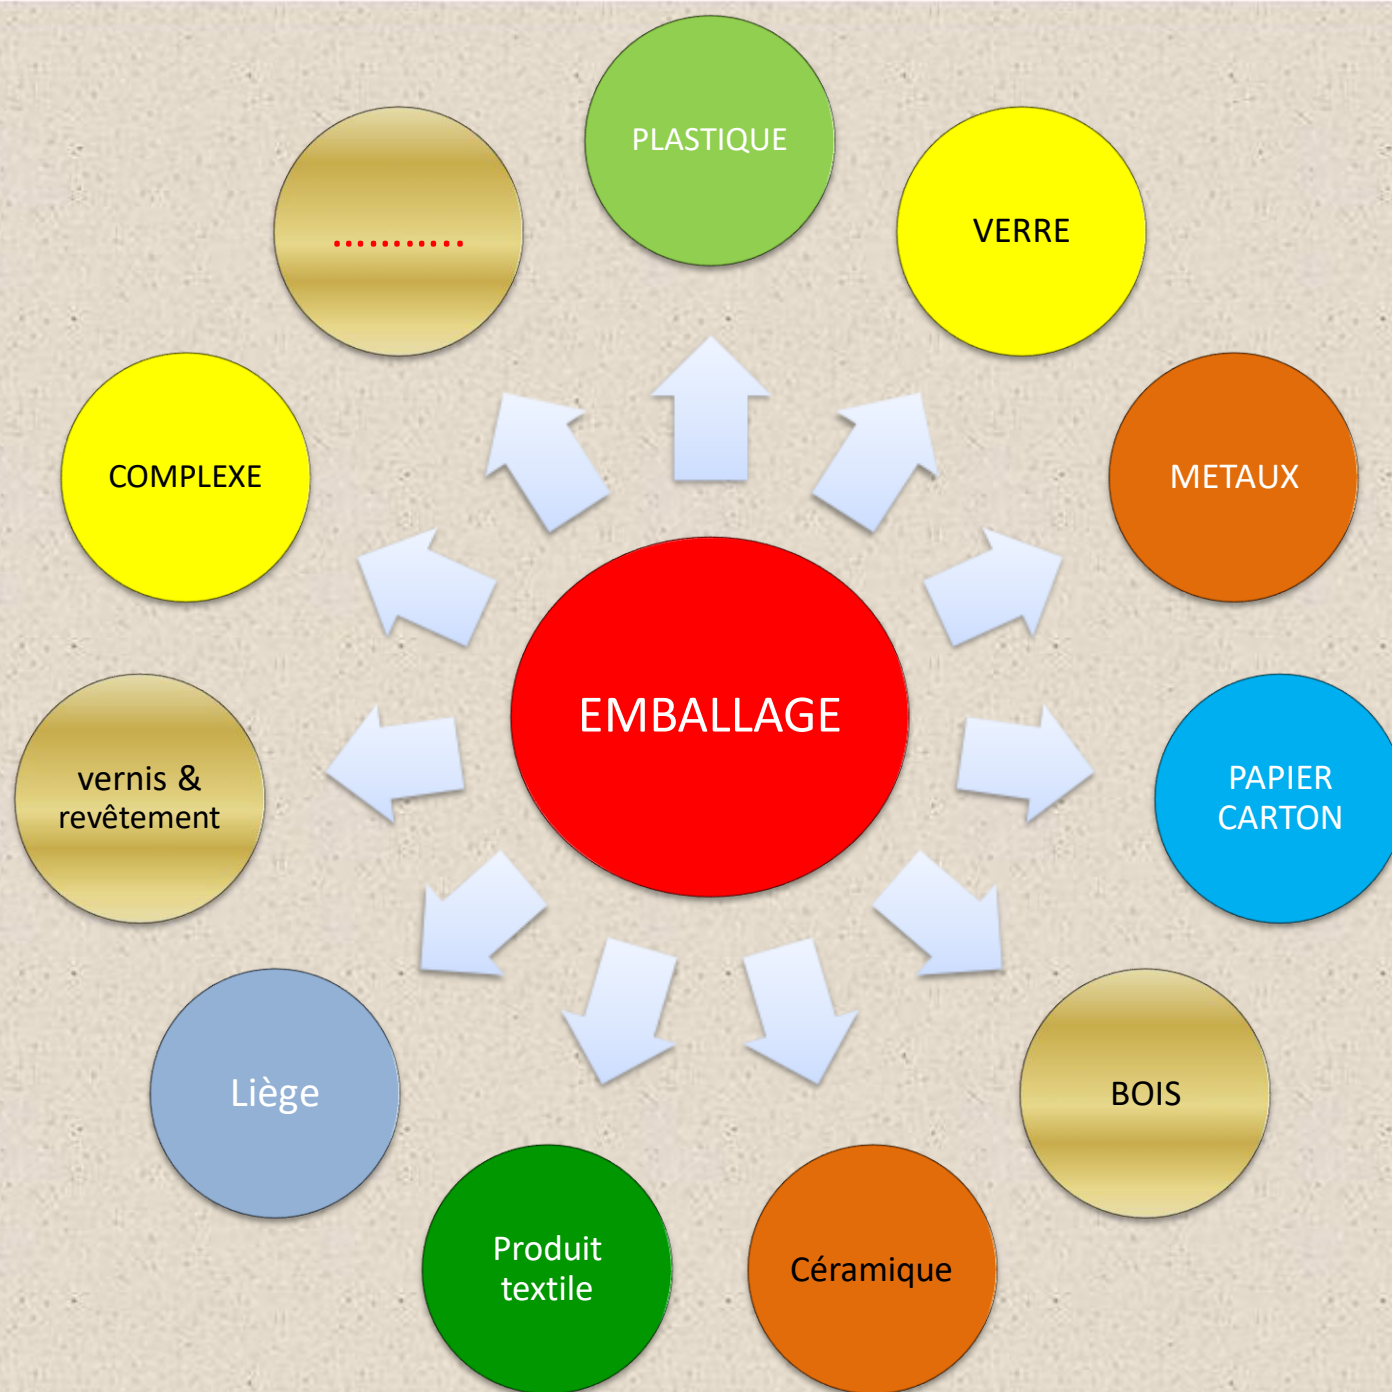 PLASTIQUE
VERRE
METAUX
PAPIER
CARTON
BOIS
Céramique
Produit
textile
Liège
vernis &
revêtement
COMPLEXE
...........
EMBALLAGE